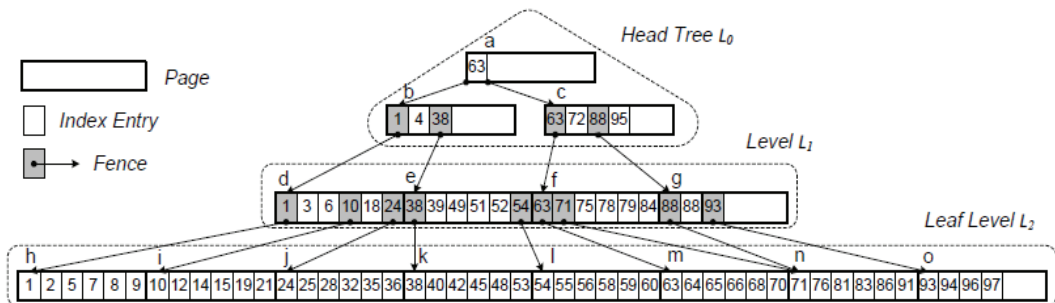 Head Tree L0
a
63
Page
b
c
1 4 38
63 72 88 95
Index Entry
Level L1
Fence
d e f g
1 3 6 10 18 24 38 39 49 51 52 54 63 71 75 78 79 84 88 88 93
Leaf Level L2
h i j k l m n o
1 2 5 7 8 9 10 12 14 15 19 21 24 25 28 32 35 36 38 40 42 45 48 53 54 55 56 58 59 60 63 64 65 66 68 70 71 76 81 83 86 91 93 94 96 97